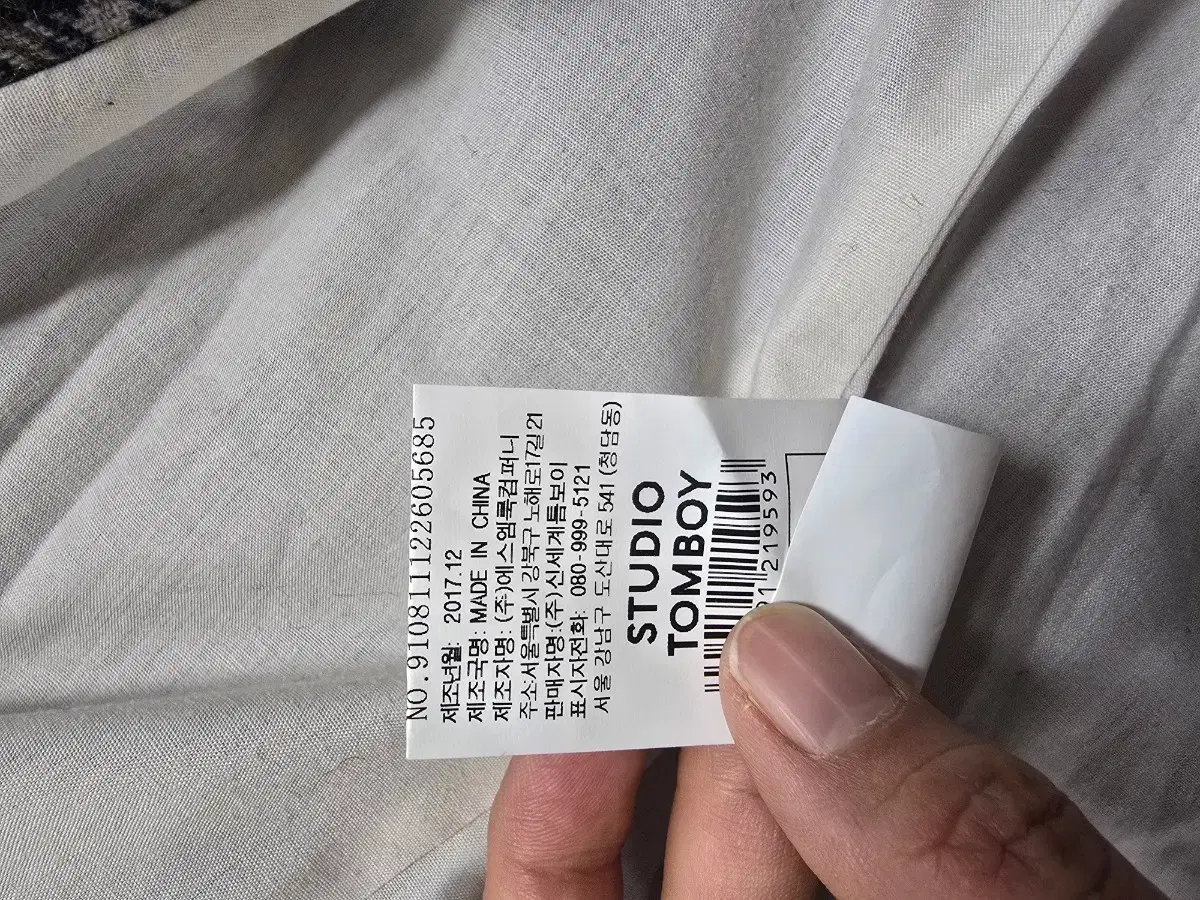 NO.9108111226​05685
제조년월: 2017.12
제조국명: MADE IN CHINA
제조자명: (주)에스엠룩컴퍼니
주소:서울특별시 강북구 노해로17길 21
판매자명:(주)신세계톰보이
표시자전화: 080-999-5121
서울 강남구 도산대로 541 (청담동)
STUDIO
TOMBOY
219593